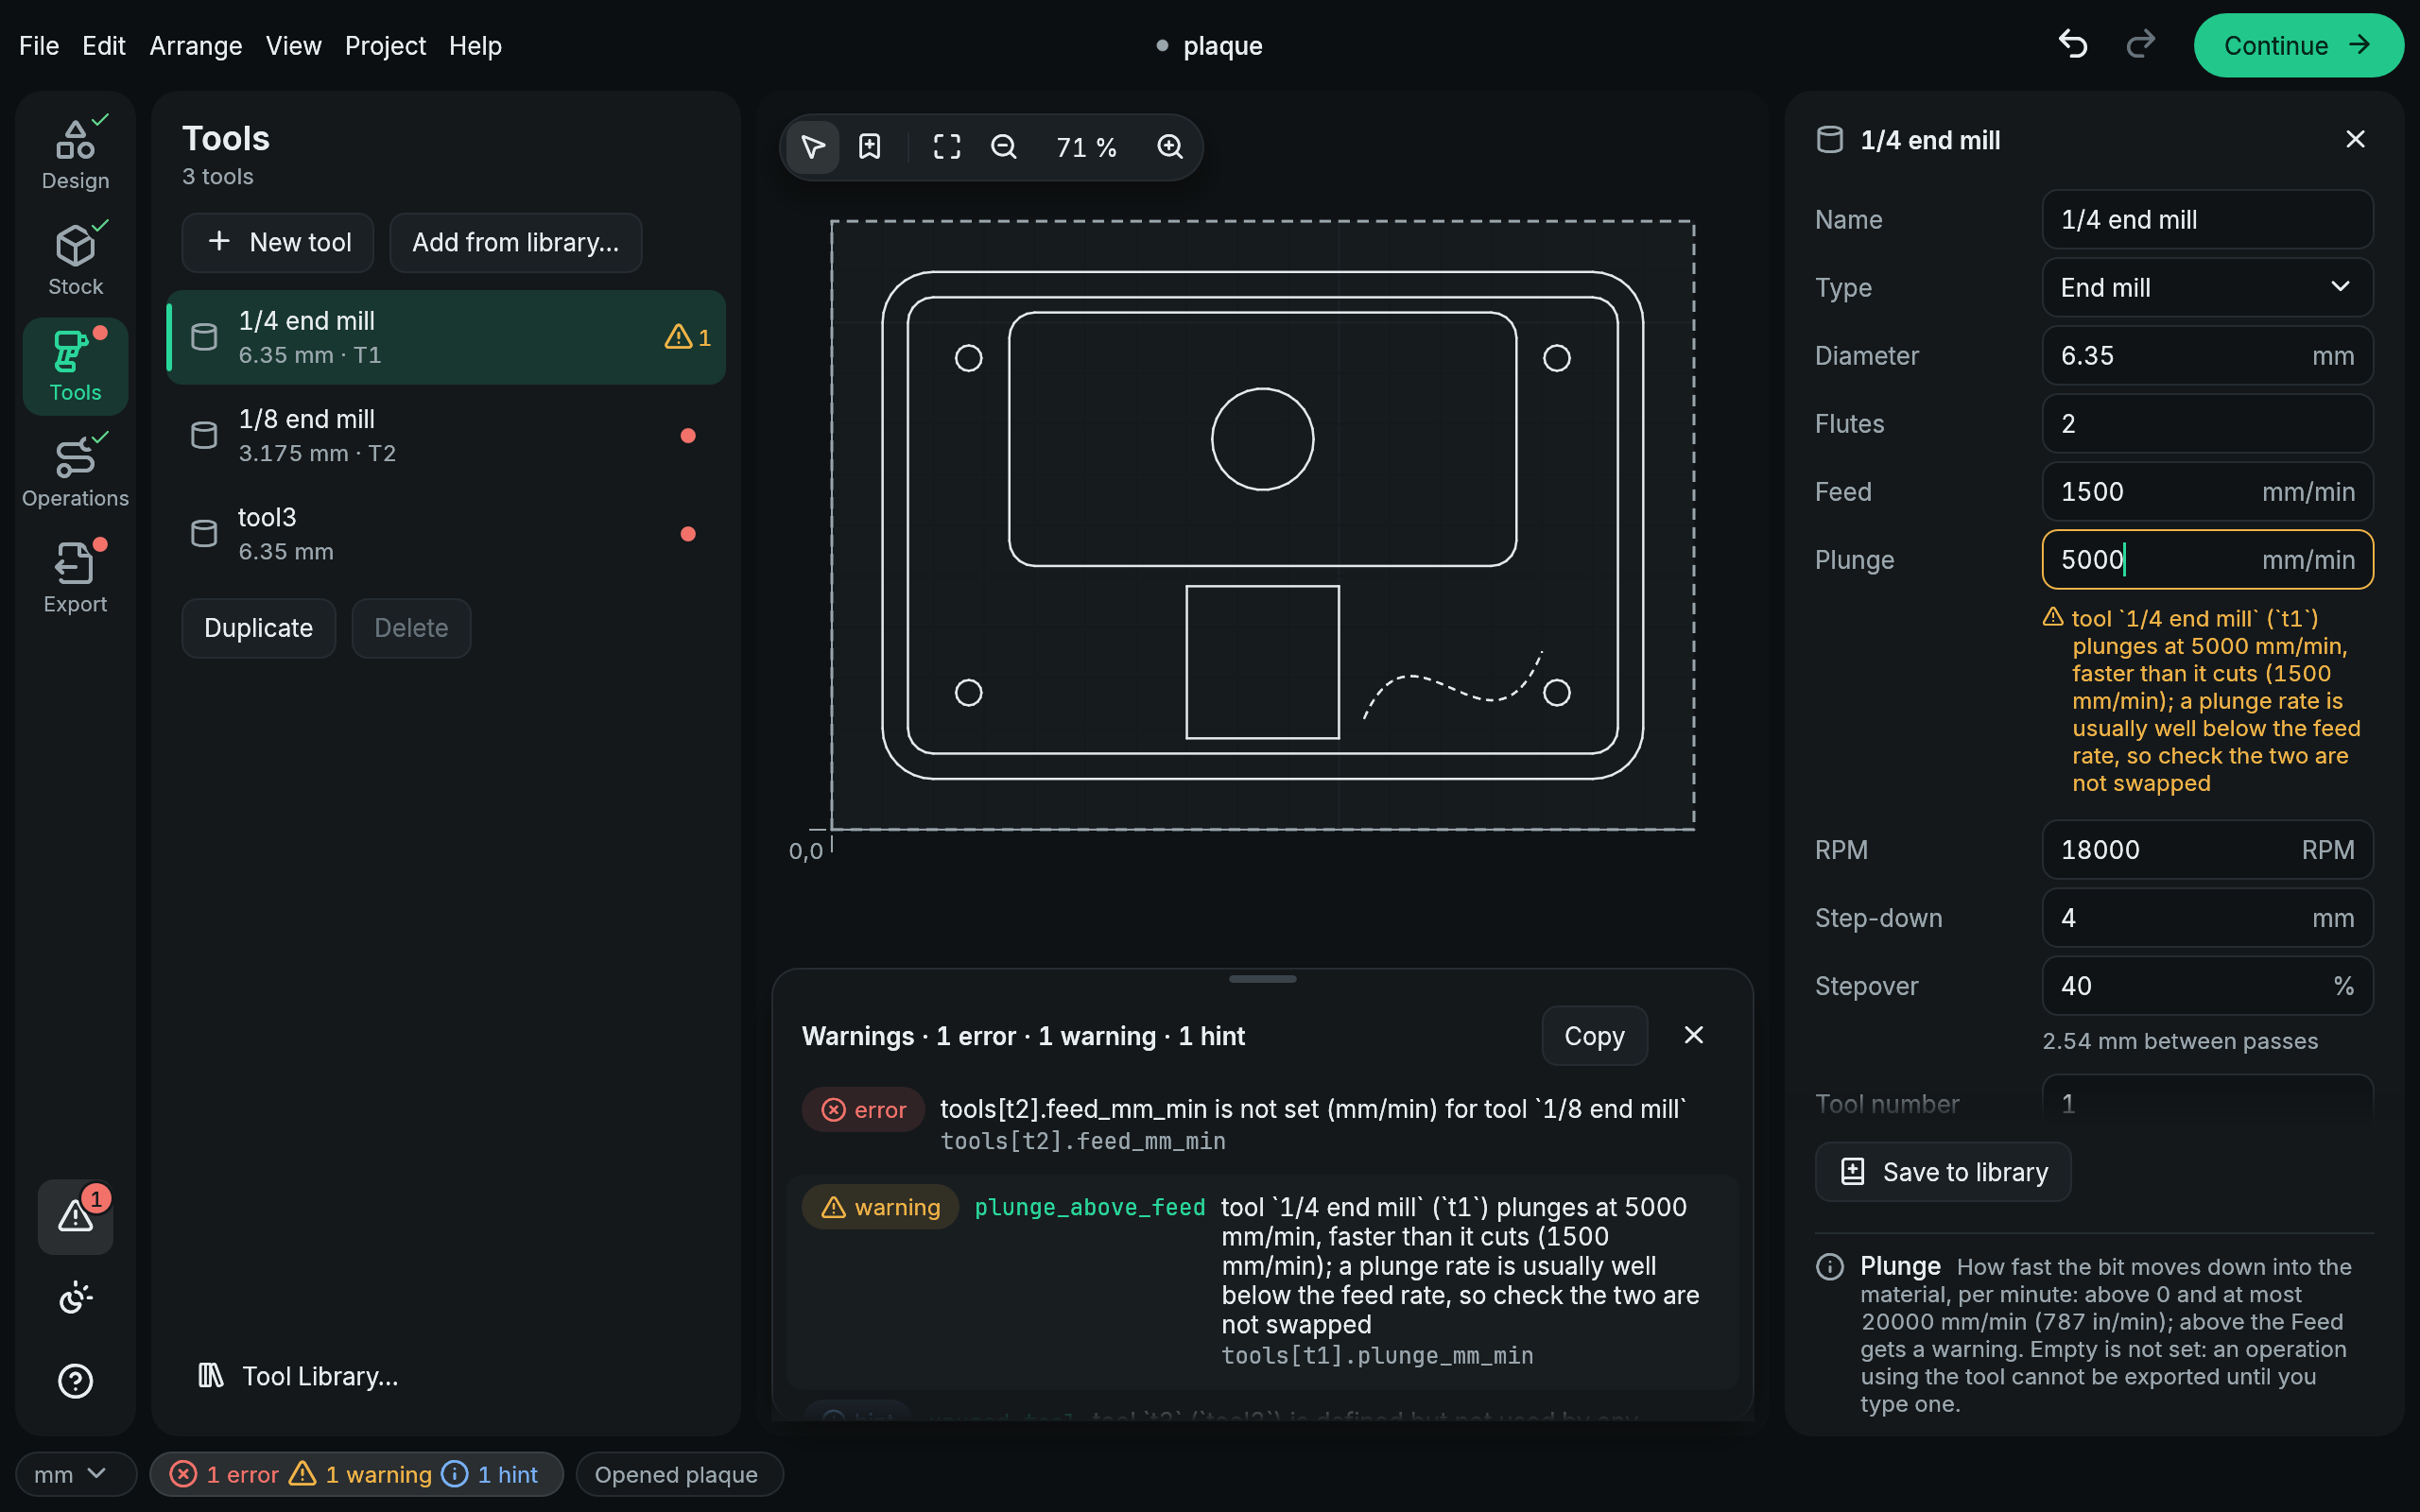 File Edit Arrange View Project Help
plaque
Continue
Design
Stock
Tools
Operations
Export
1
Tools
3 tools
New tool
Add from library...
1/4 end mill
6.35 mm · T1
1
1/8 end mill
3.175 mm · T2
tool3
6.35 mm
Duplicate
Delete
Tool Library...
71 %
0,0
Warnings · 1 error · 1 warning · 1 hint
Copy
error
tools[t2].feed_mm_min is not set (mm/min) for tool `1/8 end mill`
tools[t2].feed_mm_min
warning
plunge_above_feed
tool `1/4 end mill` (`t1`) plunges at 5000
mm/min, faster than it cuts (1500
mm/min); a plunge rate is usually well
below the feed rate, so check the two are
not swapped
tools[t1].plunge_mm_min
hint
unused_tool
tool `t3` (`tool3`) is defined but not used by any
1/4 end mill
Name
1/4 end mill
Type
End mill
Diameter
6.35 mm
Flutes
2
Feed
1500 mm/min
Plunge
5000 mm/min
tool `1/4 end mill` (`t1`)
plunges at 5000 mm/min,
faster than it cuts (1500
mm/min); a plunge rate is
usually well below the feed
rate, so check the two are
not swapped
RPM
18000 RPM
Step-down
4 mm
Stepover
40 %
2.54 mm between passes
Tool number
1
Save to library
Plunge How fast the bit moves down into the
material, per minute: above 0 and at most
20000 mm/min (787 in/min); above the Feed
gets a warning. Empty is not set: an operation
using the tool cannot be exported until you
type one.
mm
1 error 1 warning 1 hint
Opened plaque